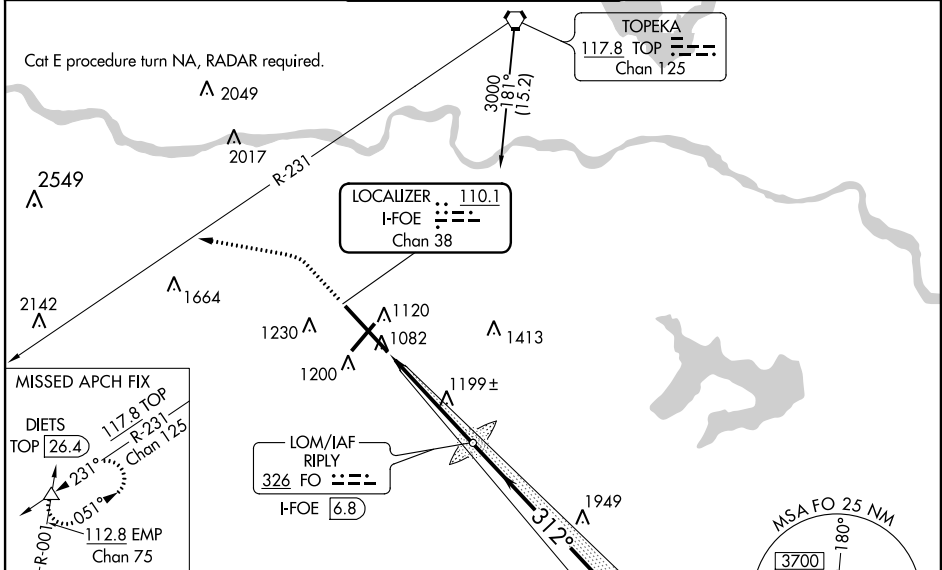 TOPEKA
117.8 TOP
Chan 125
Cat E procedure turn NA, RADAR required.
3000
181°
(15.2)
2049
2017
R-231
2549
LOCALIZER 110.1
I-FOE
Chan 38
1664
2142
1230
1120
1082
1413
1200
MISSED APCH FIX
DIETS
TOP 26.4
117.8 TOP
R-231
Chan 125
231°
051°
112.8 EMP
Chan 75
R-001
1199±
LOM/IAF
RIPLY
326 FO
I-FOE 6.8
312°
1949
MSA FO 25 NM
3700
180°